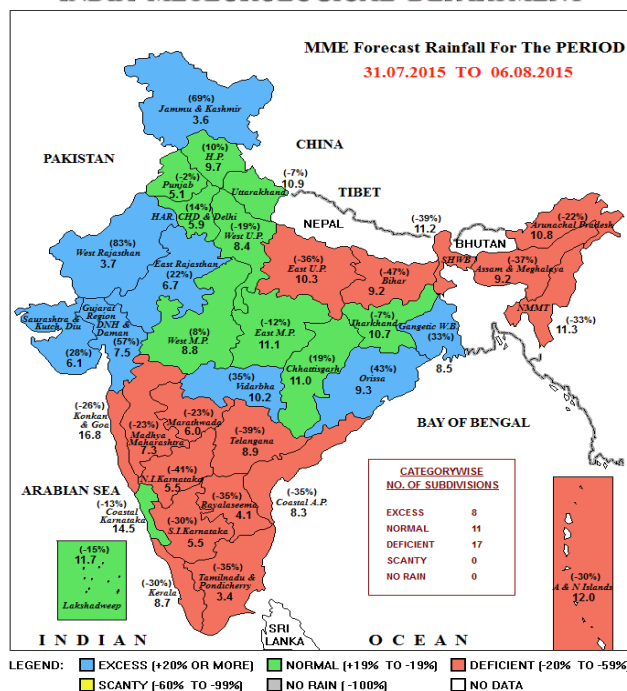 MME Forecast Rainfall For The PERIOD
31.07.2015 TO 06.08.2015
(69%)
Jammu & Kashmir
3.6
CHINA
PAKISTAN
(10%)
H.P.
9.7
(-2%)
Punjab
5.1
(-7%)
10.9
Uttarakhand
TIBET
(14%)
HAR. CHD & Delhi
5.9
(-19%)
West U.P.
8.4
NEPAL
(-39%)
11.2
BHUTAN
(-22%)
Arunachal Pradesh
10.8
(83%)
West Rajasthan
3.7
East Rajasthan
(22%)
6.7
(-36%)
East U.P.
10.3
(-47%)
Bihar
9.2
SHWB
(-37%)
Assam & Meghalaya
9.2
NMMT
(-33%)
11.3
Saurashtra &
Kutch, Diu
(28%)
6.1
Gujarat
Region
DNH &
Daman
(57%)
7.5
(8%)
West M.P.
8.8
(-12%)
East M.P.
11.1
(-7%)
Jharkhand
10.7
Gangetic W.B.
(33%)
8.5
(19%)
Chhattisgarh
11.0
(35%)
Vidarbha
10.2
(43%)
Orissa
9.3
(-26%)
Konkan
& Goa
16.8
(-23%)
Madhya
Maharashtra
7.3
(-23%)
Marathwada
6.0
(-39%)
Telangana
8.9
BAY OF BENGAL
(-41%)
N.I.Karnataka
5.5
ARABIAN SEA
(-13%)
Coastal
Karnataka
14.5
(-35%)
Rayalaseema
4.1
(-35%)
Coastal A.P.
8.3
(-30%)
S.I.Karnataka
5.5
CATEGORYWISE
NO. OF SUBDIVISIONS
EXCESS 8
NORMAL 11
DEFICIENT 17
SCANTY 0
NO RAIN 0
(-15%)
11.7
Lakshadweep
(-30%)
Kerala
8.7
(-35%)
Tamilnadu &
Pondicherry
3.4
(-30%)
A & N Islands
12.0
SRI
LANKA
INDIAN OCEAN
LEGEND: EXCESS (+20% OR MORE) NORMAL (+19% TO -19%) DEFICIENT (-20% TO -59%)
SCANTY (-60% TO -99%) NO RAIN (-100%) NO DATA